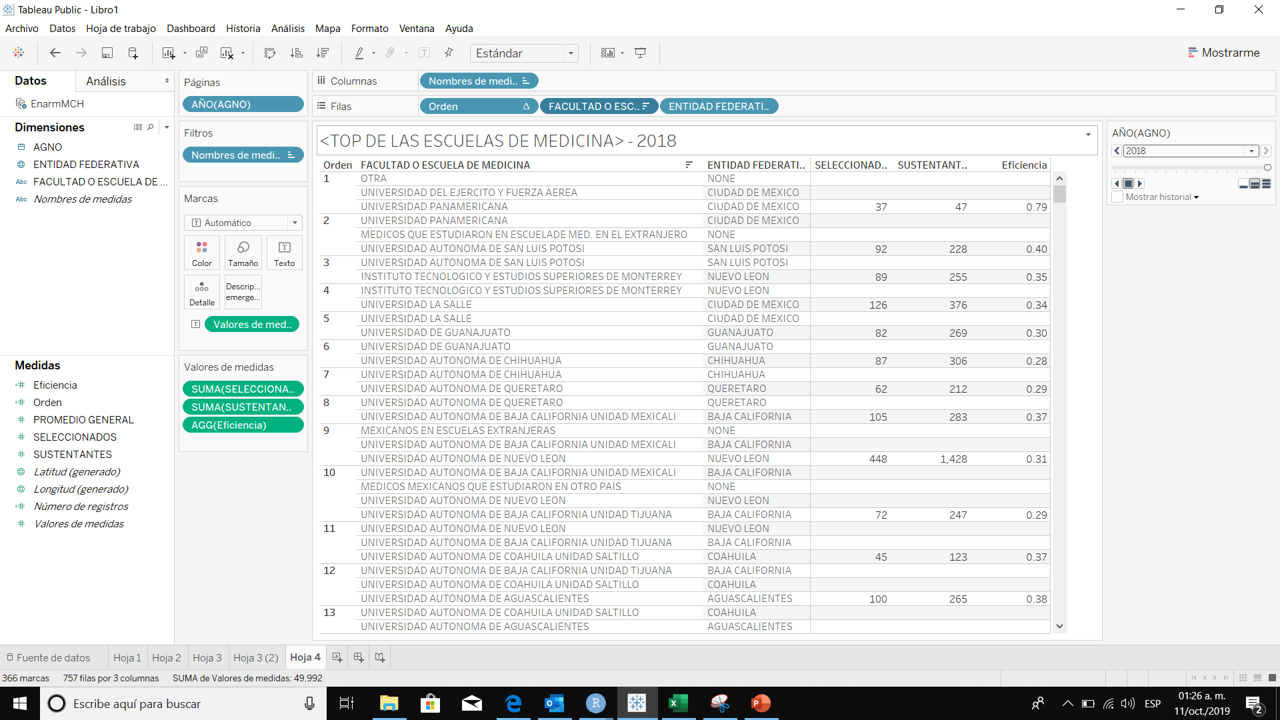 Tableau Public - Libro1
Archivo Datos Hoja de trabajo Dashboard Historia Análisis Mapa Formato Ventana Ayuda
Estándar Mostrarme
Datos Análisis
EnarmMCH
Dimensiones
AGNO
ENTIDAD FEDERATIVA
FACULTAD O ESCUELA DE ...
Nombres de medidas
Medidas
Eficiencia
Orden
PROMEDIO GENERAL
SELECCIONADOS
SUSTENTANTES
Latitud (generado)
Longitud (generado)
Número de registros
Valores de medidas
Páginas
AÑO(AGNO)
Filtros
Nombres de medi..
Marcas
Automático
Color Tamaño Texto
Detalle Descrip... emerge...
Valores de med..
Valores de medidas
SUMA(SELECCIONA..
SUMA(SUSTENTAN..
AGG(Eficiencia)
Columnas Nombres de medi..
Filas Orden FACULTAD O ESC.. ENTIDAD FEDERATI..
<TOP DE LAS ESCUELAS DE MEDICINA> - 2018
Orden FACULTAD O ESCUELA DE MEDICINA ENTIDAD FEDERATI.. SELECCIONAD.. SUSTENTANT.. Eficiencia
1 OTRA NONE
UNIVERSIDAD DEL EJERCITO Y FUERZA AEREA CIUDAD DE MEXICO
UNIVERSIDAD PANAMERICANA CIUDAD DE MEXICO 37 47 0.79
2 UNIVERSIDAD PANAMERICANA CIUDAD DE MEXICO
MEDICOS QUE ESTUDIARON EN ESCUELADE MED. EN EL EXTRANJERO NONE
UNIVERSIDAD AUTONOMA DE SAN LUIS POTOSI SAN LUIS POTOSI 92 228 0.40
3 UNIVERSIDAD AUTONOMA DE SAN LUIS POTOSI SAN LUIS POTOSI
INSTITUTO TECNOLOGICO Y ESTUDIOS SUPERIORES DE MONTERREY NUEVO LEON 89 255 0.35
4 INSTITUTO TECNOLOGICO Y ESTUDIOS SUPERIORES DE MONTERREY NUEVO LEON
UNIVERSIDAD LA SALLE CIUDAD DE MEXICO 126 376 0.34
5 UNIVERSIDAD LA SALLE CIUDAD DE MEXICO
UNIVERSIDAD DE GUANAJUATO GUANAJUATO 82 269 0.30
6 UNIVERSIDAD DE GUANAJUATO GUANAJUATO
UNIVERSIDAD AUTONOMA DE CHIHUAHUA CHIHUAHUA 87 306 0.28
7 UNIVERSIDAD AUTONOMA DE CHIHUAHUA CHIHUAHUA
UNIVERSIDAD AUTONOMA DE QUERETARO QUERETARO 62 212 0.29
8 UNIVERSIDAD AUTONOMA DE QUERETARO QUERETARO
UNIVERSIDAD AUTONOMA DE BAJA CALIFORNIA UNIDAD MEXICALI BAJA CALIFORNIA 105 283 0.37
9 MEXICANOS EN ESCUELAS EXTRANJERAS NONE
UNIVERSIDAD AUTONOMA DE BAJA CALIFORNIA UNIDAD MEXICALI BAJA CALIFORNIA
UNIVERSIDAD AUTONOMA DE NUEVO LEON NUEVO LEON 448 1,428 0.31
10 UNIVERSIDAD AUTONOMA DE BAJA CALIFORNIA UNIDAD MEXICALI BAJA CALIFORNIA
MEDICOS MEXICANOS QUE ESTUDIARON EN OTRO PAIS NONE
UNIVERSIDAD AUTONOMA DE NUEVO LEON NUEVO LEON
UNIVERSIDAD AUTONOMA DE BAJA CALIFORNIA UNIDAD TIJUANA BAJA CALIFORNIA 72 247 0.29
11 UNIVERSIDAD AUTONOMA DE NUEVO LEON NUEVO LEON
UNIVERSIDAD AUTONOMA DE BAJA CALIFORNIA UNIDAD TIJUANA BAJA CALIFORNIA
UNIVERSIDAD AUTONOMA DE COAHUILA UNIDAD SALTILLO COAHUILA 45 123 0.37
12 UNIVERSIDAD AUTONOMA DE BAJA CALIFORNIA UNIDAD TIJUANA BAJA CALIFORNIA
UNIVERSIDAD AUTONOMA DE COAHUILA UNIDAD SALTILLO COAHUILA
UNIVERSIDAD AUTONOMA DE AGUASCALIENTES AGUASCALIENTES 100 265 0.38
13 UNIVERSIDAD AUTONOMA DE COAHUILA UNIDAD SALTILLO COAHUILA
UNIVERSIDAD AUTONOMA DE AGUASCALIENTES AGUASCALIENTES
AÑO(AGNO)
2018
Mostrar historial
Fuente de datos Hoja 1 Hoja 2 Hoja 3 Hoja 3 (2) Hoja 4
366 marcas 757 filas por 3 columnas SUMA de Valores de medidas: 49.992
Escribe aquí para buscar
ESP
01:26 a. m.
11/oct./2019
2